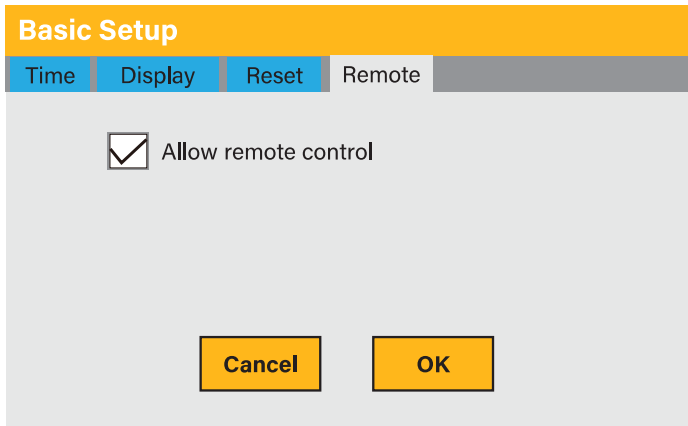 Basic Setup
Time Display Reset Remote
Allow remote control
Cancel OK